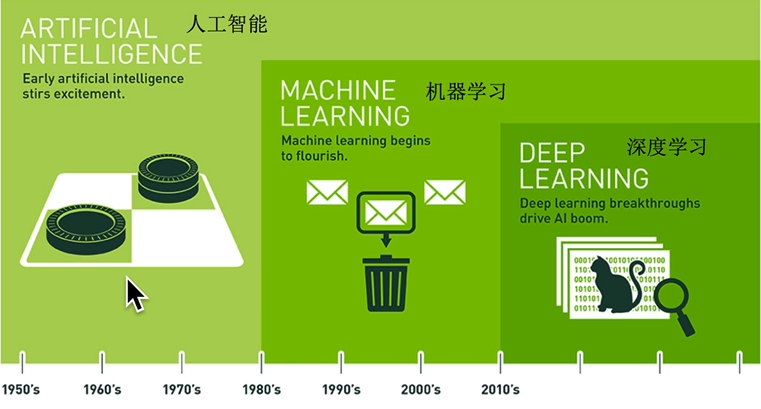 ARTIFICIAL
INTELLIGENCE
人工智能
Early artificial intelligence
stirs excitement.
MACHINE
LEARNING
机器学习
Machine learning begins
to flourish.
DEEP
LEARNING
深度学习
Deep learning breakthroughs
drive AI boom.
1950's 1960's 1970's 1980's 1990's 2000's 2010's